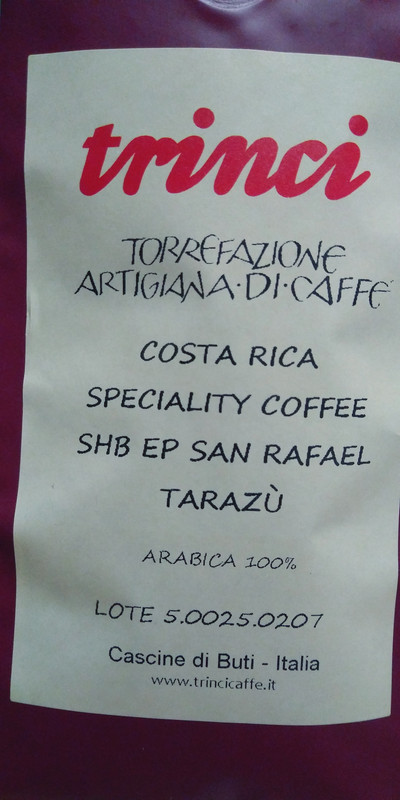 trinci
TORREFAZIONE
ARTIGIANA·DI·CAFFE'
COSTA RICA
SPECIALITY COFFEE
SHB EP SAN RAFAEL
TARAZÙ
ARABICA 100%
LOTE 5.0025.0207
Cascine di Buti - Italia
www.trincicaffe.it